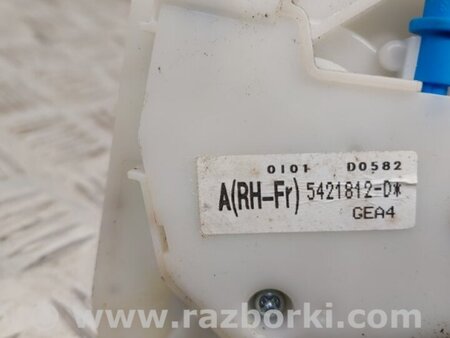 0101 D0582
A(RH-Fr) 5421812-D*
GEA4
www.razborki.com